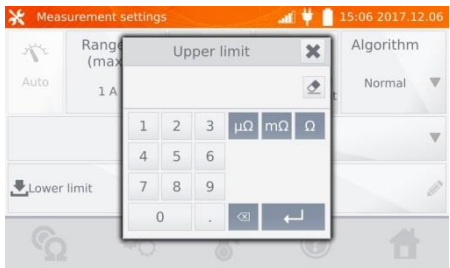 Measurement settings 15:06 2017.12.06
Range
(max
Upper limit
Algorithm
Auto
1 A
Normal
1 2 3 μΩ mΩ Ω
4 5 6
7 8 9
0 .
Lower limit
Ω